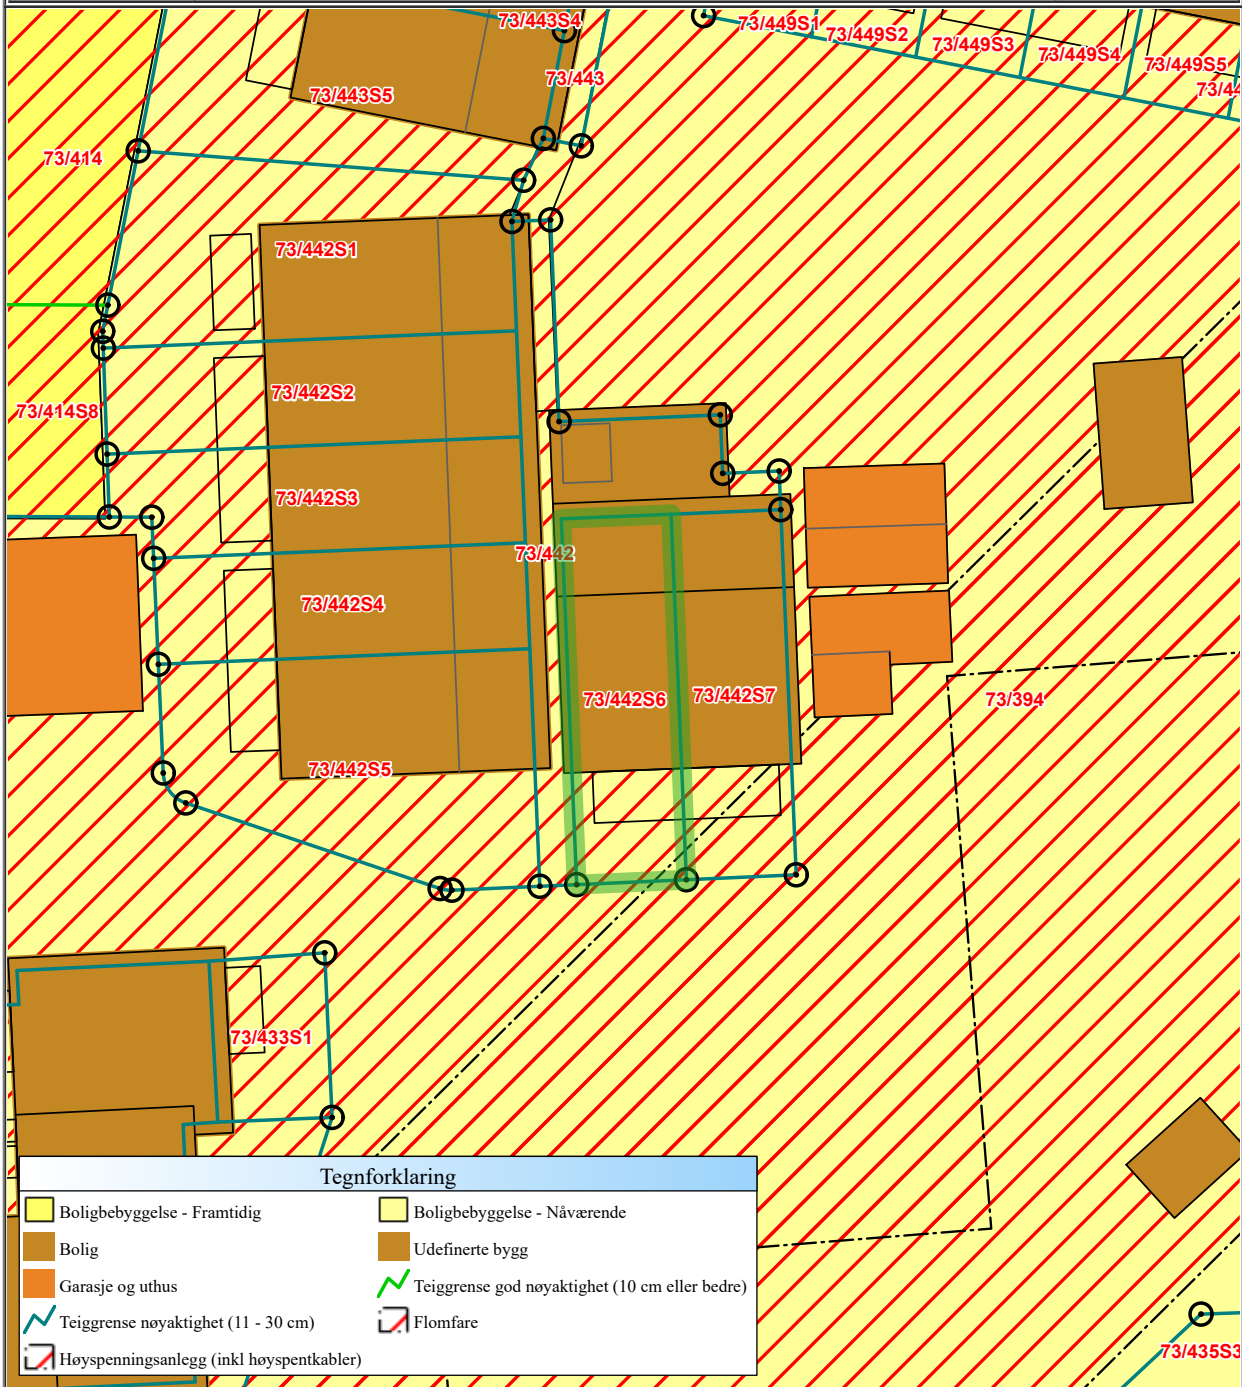 73/443S4
73/449S1
73/449S2
73/449S3
73/449S4
73/449S5
73/443
73/443S5
73/414
73/442S1
73/442S2
73/414S8
73/442S3
73/442
73/442S4
73/442S6
73/442S7
73/394
73/442S5
73/433S1
Tegnforklaring
Boligbebyggelse - Framtidig
Boligbebyggelse - Nåværende
Bolig
Udefinerte bygg
Garasje og uthus
Teiggrense god nøyaktighet (10 cm eller bedre)
Teiggrense nøyaktighet (11 - 30 cm)
Flomfare
Høyspenningsanlegg (inkl høyspentkabler)
73/435S3